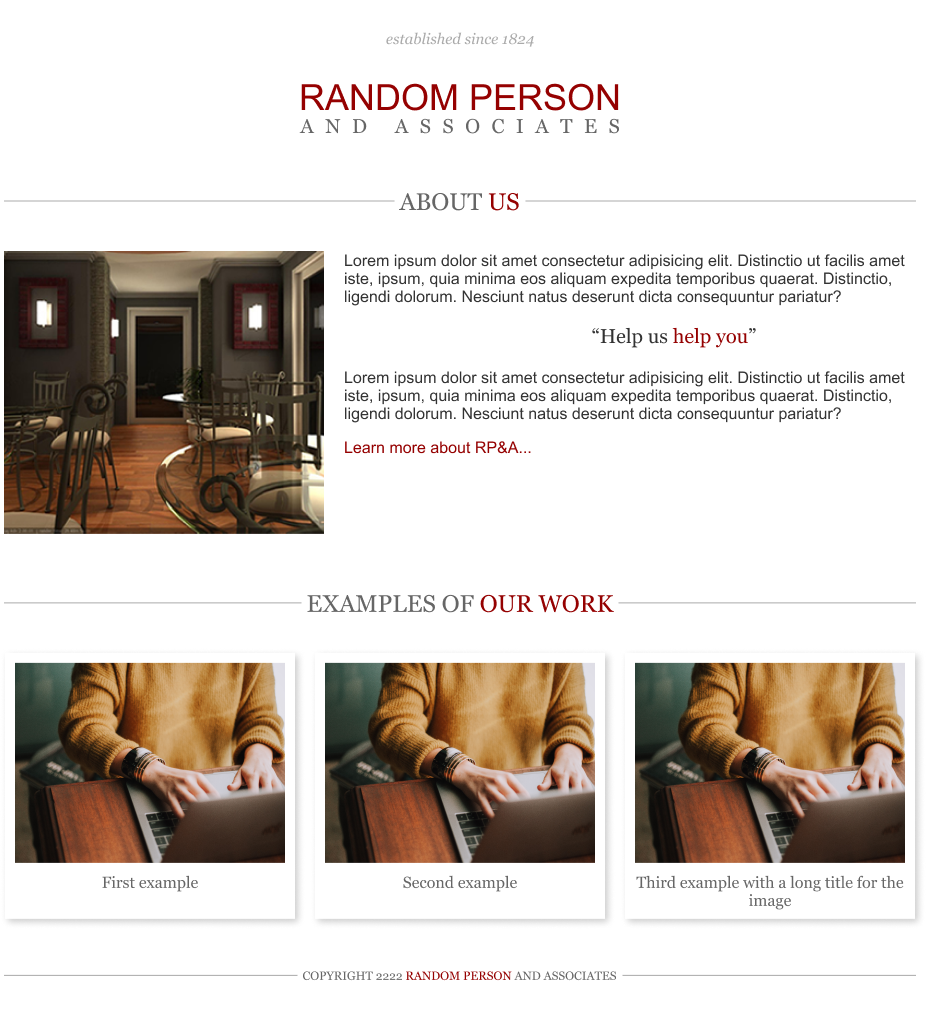 established since 1824
RANDOM PERSON
AND ASSOCIATES
ABOUT US
Lorem ipsum dolor sit amet consectetur adipisicing elit. Distinctio ut facilis amet
iste, ipsum, quia minima eos aliquam expedita temporibus quaerat. Distinctio,
ligendi dolorum. Nesciunt natus deserunt dicta consequuntur pariatur?
“Help us help you”
Lorem ipsum dolor sit amet consectetur adipisicing elit. Distinctio ut facilis amet
iste, ipsum, quia minima eos aliquam expedita temporibus quaerat. Distinctio,
ligendi dolorum. Nesciunt natus deserunt dicta consequuntur pariatur?
Learn more about RP&A...
EXAMPLES OF OUR WORK
First example
Second example
Third example with a long title for the
image
COPYRIGHT 2222 RANDOM PERSON AND ASSOCIATES